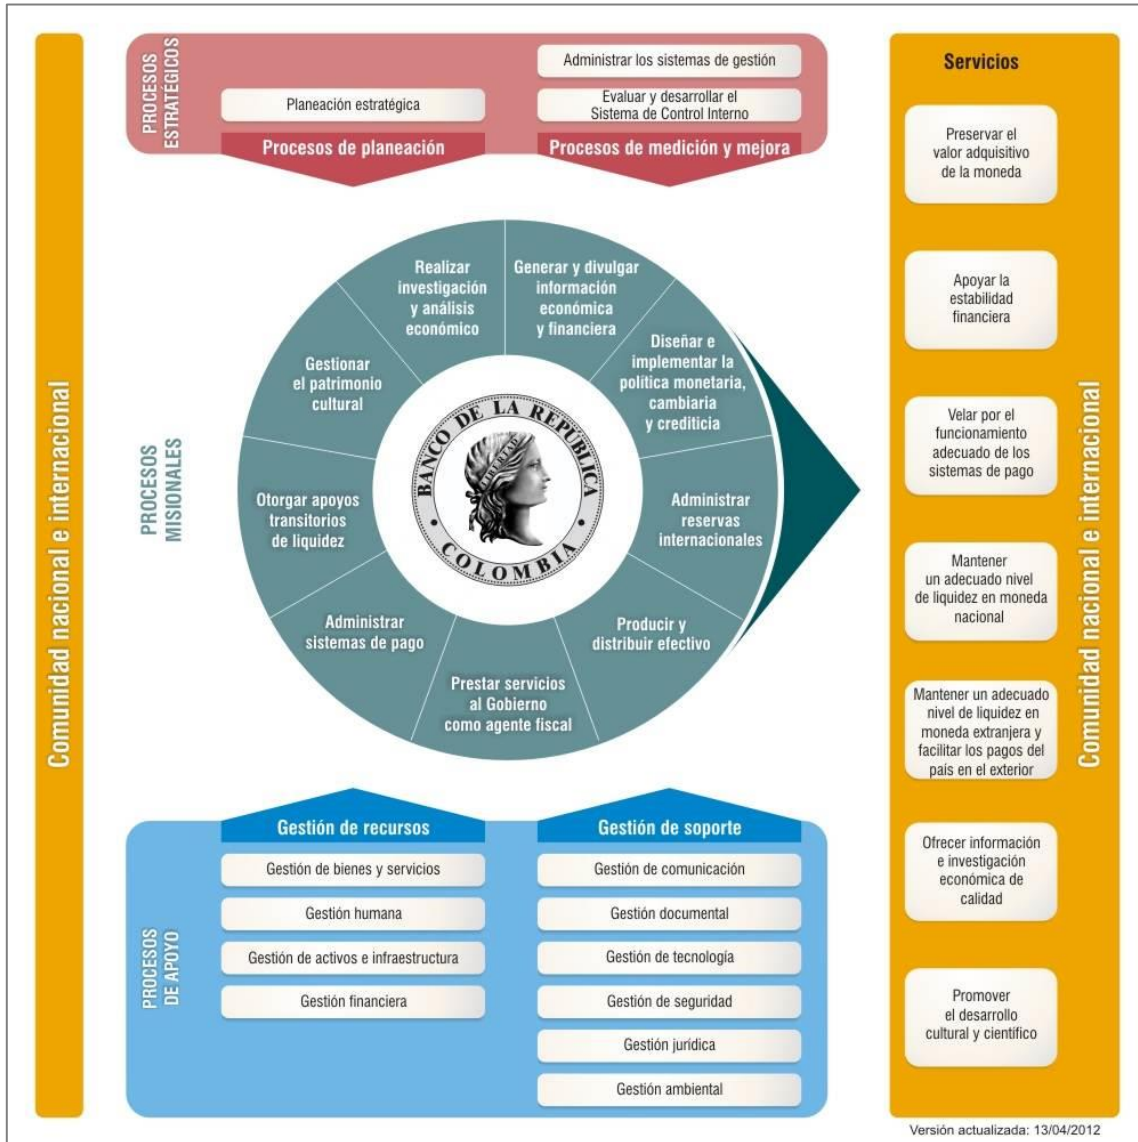 Comunidad nacional e internacional
PROCESOS
ESTRATÉGICOS
Planeación estratégica
Procesos de planeación
Administrar los sistemas de gestión
Evaluar y desarrollar el
Sistema de Control Interno
Procesos de medición y mejora
PROCESOS
MISIONALES
Realizar
investigación
y análisis
económico
Generar y divulgar
información
económica
y financiera
Diseñar e
implementar la
política monetaria,
cambiaria
y crediticia
Administrar
reservas
internacionales
Producir y
distribuir efectivo
Prestar servicios
al Gobierno
como agente fiscal
Administrar
sistemas de pago
Otorgar apoyos
transitorios
de liquidez
Gestionar
el patrimonio
cultural
BANCO DE LA REPÚBLICA
COLOMBIA
LIBERTAD
PROCESOS
DE APOYO
Gestión de recursos
Gestión de bienes y servicios
Gestión humana
Gestión de activos e infraestructura
Gestión financiera
Gestión de soporte
Gestión de comunicación
Gestión documental
Gestión de tecnología
Gestión de seguridad
Gestión jurídica
Gestión ambiental
Servicios
Preservar el
valor adquisitivo
de la moneda
Apoyar la
estabilidad
financiera
Velar por el
funcionamiento
adecuado de los
sistemas de pago
Mantener
un adecuado nivel
de liquidez en moneda
nacional
Mantener un adecuado
nivel de liquidez en
moneda extranjera y
facilitar los pagos del
pais en el exterior
Ofrecer información
e investigación
económica de
calidad
Promover
el desarrollo
cultural y científico
Comunidad nacional e internacional
Versión actualizada: 13/04/2012